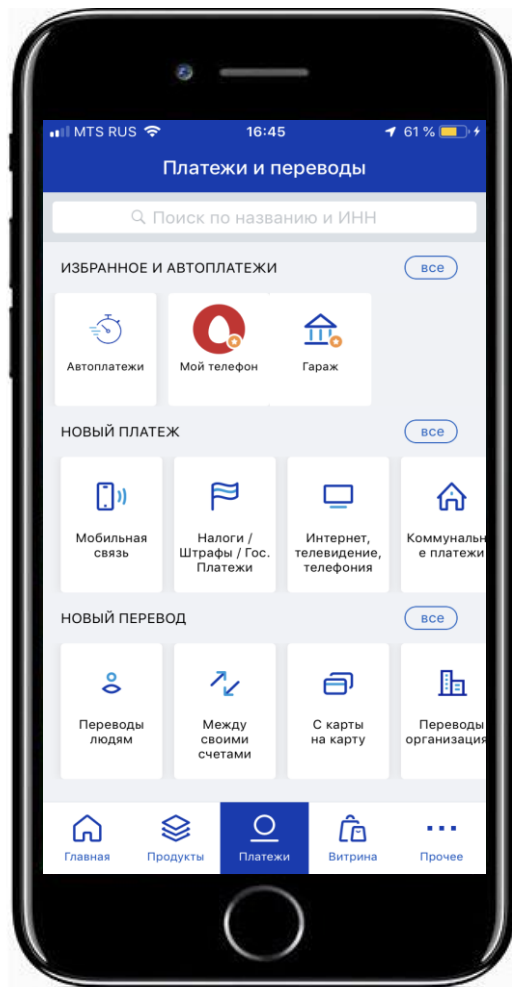 MTS RUS 16:45 61 %
Платежи и переводы
Поиск по названию и ИНН
ИЗБРАННОЕ И АВТОПЛАТЕЖИ все
Автоплатежи Мой телефон Гараж
НОВЫЙ ПЛАТЕЖ все
Мобильная Налоги / Интернет, Коммунальн
связь Штрафы / Гос. телевидение, е платежи
Платежи телефония
НОВЫЙ ПЕРЕВОД все
Переводы Между С карты Переводы
людям своими на карту организация
счетами
Главная Продукты Платежи Витрина Прочее